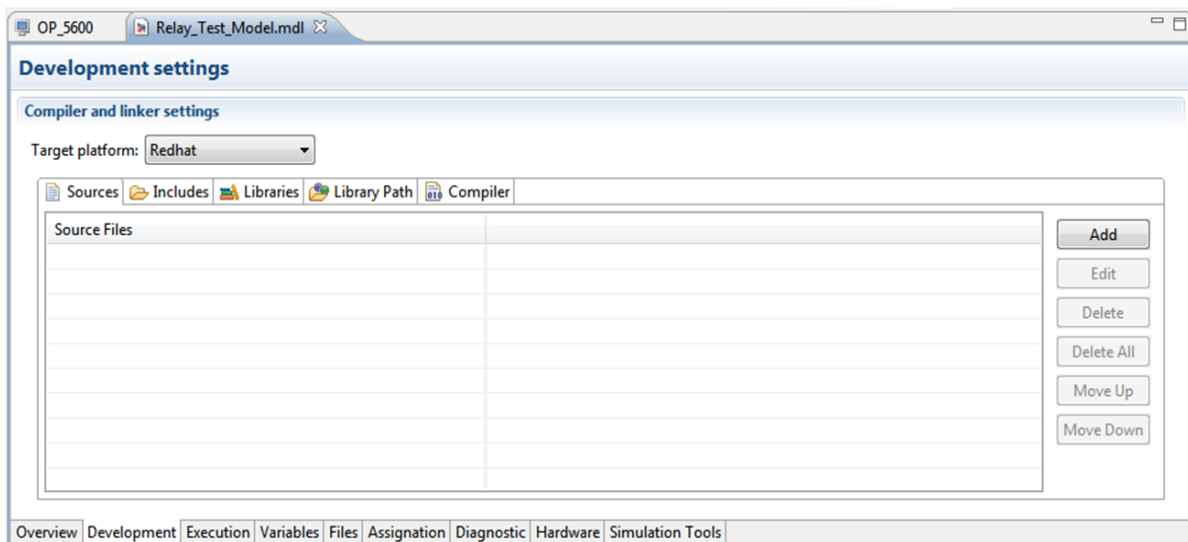 OP_5600 Relay_Test_Model.mdl
Development settings
Compiler and linker settings
Target platform: Redhat
Sources Includes Libraries Library Path Compiler
Source Files
Add
Edit
Delete
Delete All
Move Up
Move Down
Overview Development Execution Variables Files Assignation Diagnostic Hardware Simulation Tools